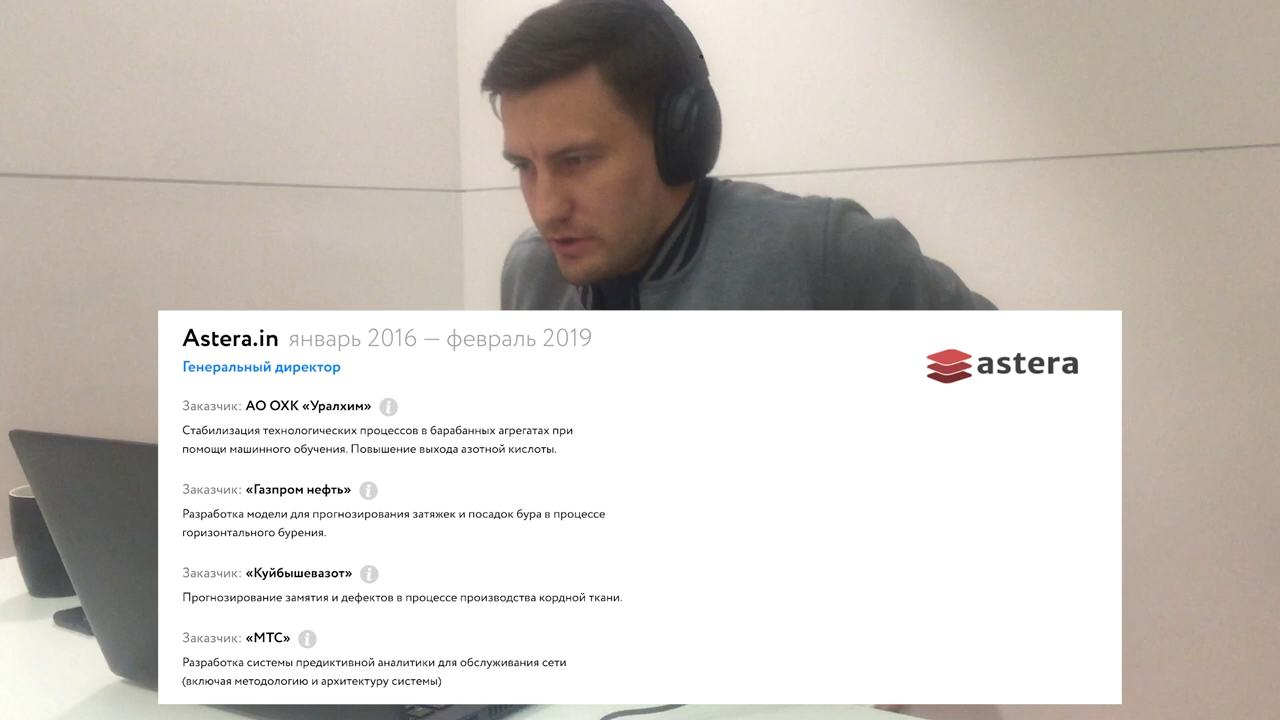 Astera.in январь 2016 — февраль 2019
Генеральный директор
astera
Заказчик: АО ОХК «Уралхим»
Стабилизация технологических процессов в барабанных агрегатах при
помощи машинного обучения. Повышение выхода азотной кислоты.
Заказчик: «Газпром нефть»
Разработка модели для прогнозирования затяжек и посадок бура в процессе
горизонтального бурения.
Заказчик: «Куйбышевазот»
Прогнозирование замятия и дефектов в процессе производства кордной ткани.
Заказчик: «МТС»
Разработка системы предиктивной аналитики для обслуживания сети
(включая методологию и архитектуру системы)